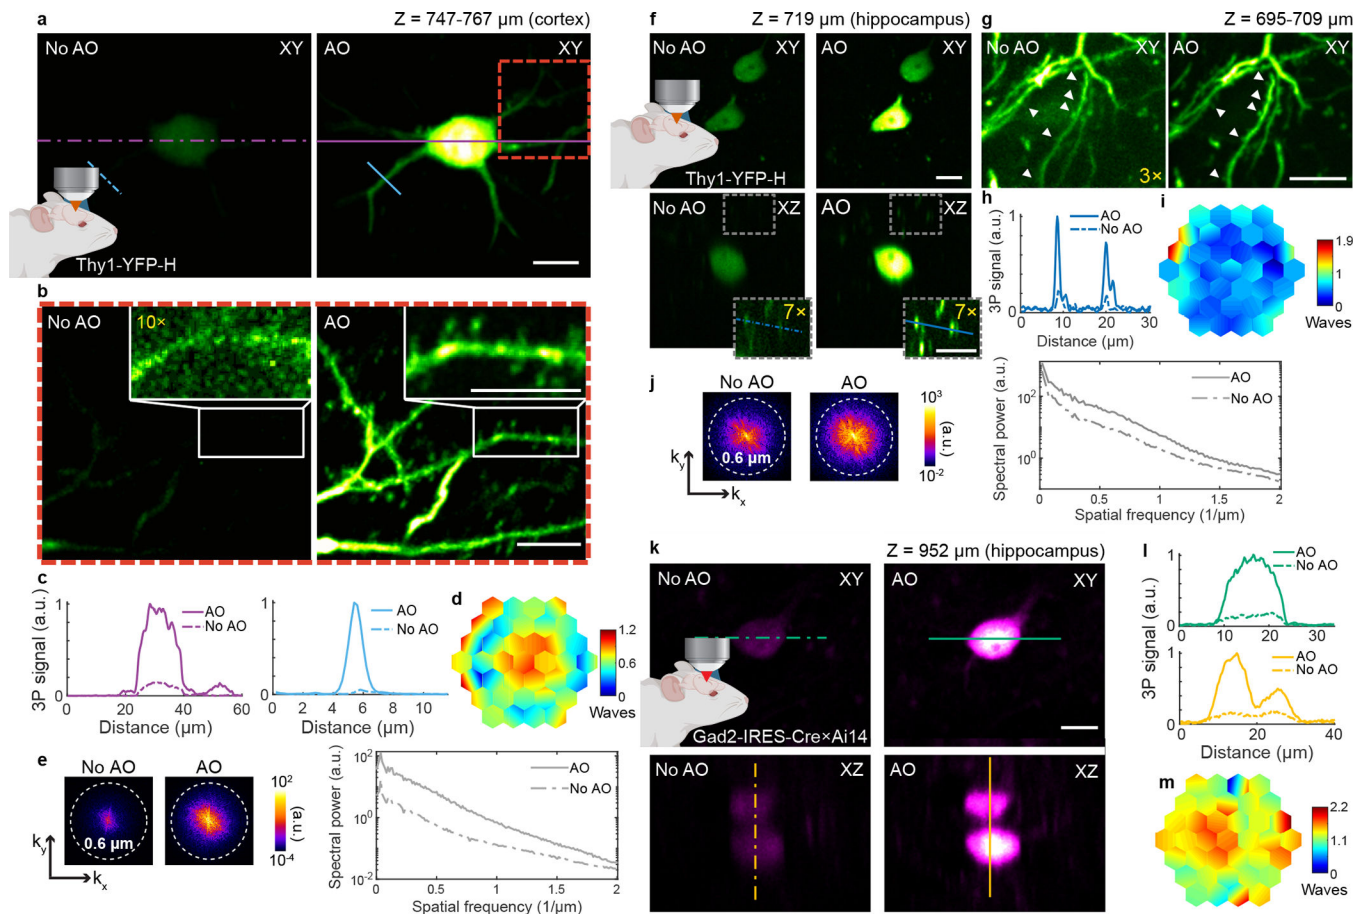 a
Z = 747-767 µm (cortex)
No AO
XY
AO
XY
Thy1-YFP-H
b
No AO
10×
AO
c
3P signal (a.u.)
1
0
AO
No AO
0 20 40 60
Distance (µm)
1
0
AO
No AO
0 2 4 6 8 10
Distance (µm)
d
1.2
0.6
0
Waves
e
No AO
AO
0.6 µm
10²
(a.u.)
10⁻⁴
k_y
k_x
Spectral power (a.u.)
10²
10⁰
10⁻²
AO
No AO
0 0.5 1 1.5 2
Spatial frequency (1/µm)
f
Z = 719 µm (hippocampus)
No AO
XY
AO
XY
Thy1-YFP-H
No AO
XZ
AO
XZ
7×
7×
g
Z = 695-709 µm
No AO
XY
AO
XY
3×
h
3P signal (a.u.)
1
0.5
0
AO
No AO
0 10 20 30
Distance (µm)
i
1.9
1
0
Waves
j
No AO
AO
0.6 µm
10³
(a.u.)
10⁻²
k_y
k_x
Spectral power (a.u.)
10²
10⁰
AO
No AO
0 0.5 1 1.5 2
Spatial frequency (1/µm)
k
Z = 952 µm (hippocampus)
No AO
XY
AO
XY
Gad2-IRES-Cre×Ai14
No AO
XZ
AO
XZ
l
3P signal (a.u.)
1
0
AO
No AO
0 10 20 30
1
0
AO
No AO
0 20 40
Distance (µm)
m
2.2
1.1
0
Waves